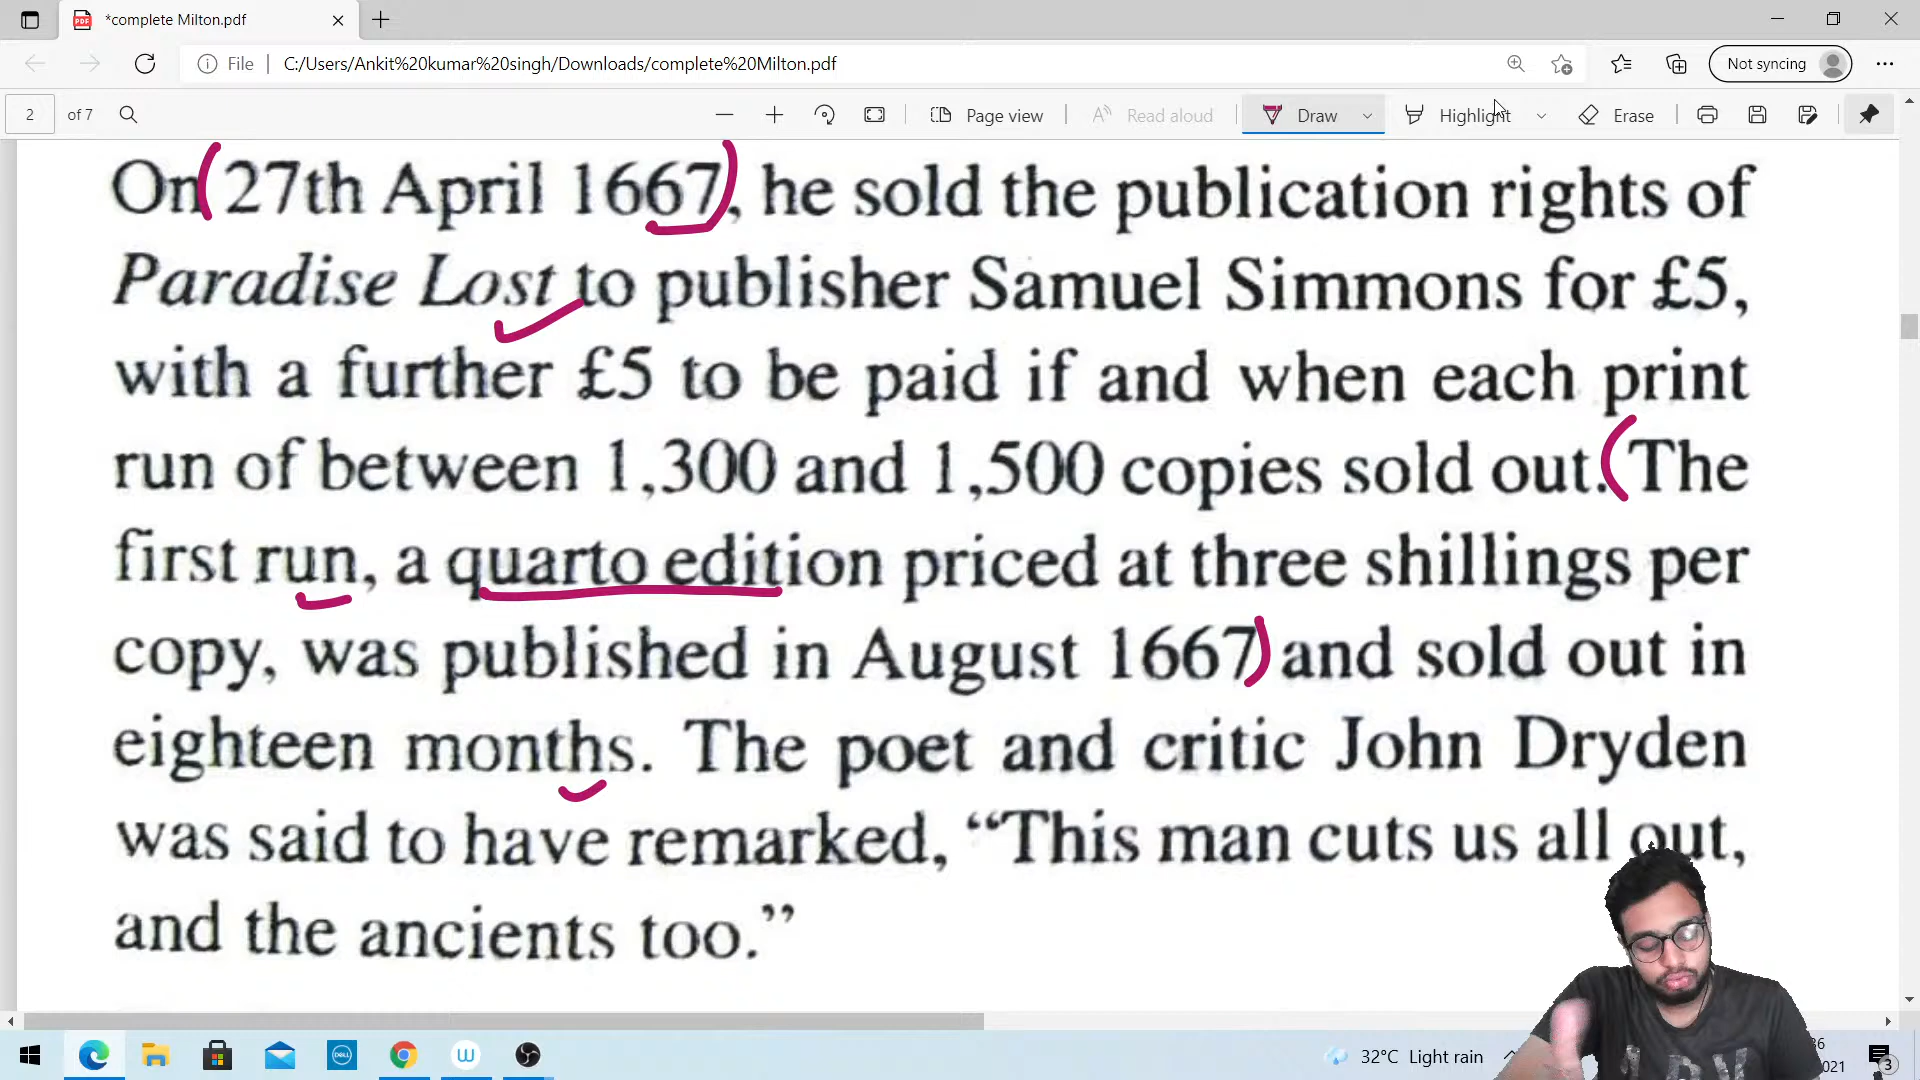 *complete Milton.pdf
File
C:/Users/Ankit%20kumar%20singh/Downloads/complete%20Milton.pdf
Not syncing
2 of 7
Page view
Read aloud
Draw
Highlight
Erase
On 27th April 1667, he sold the publication rights of
Paradise Lost to publisher Samuel Simmons for £5,
with a further £5 to be paid if and when each print
run of between 1,300 and 1,500 copies sold out. The
first run, a quarto edition priced at three shillings per
copy, was published in August 1667 and sold out in
eighteen months. The poet and critic John Dryden
was said to have remarked, “This man cuts us all out,
and the ancients too.”
32°C Light rain
3